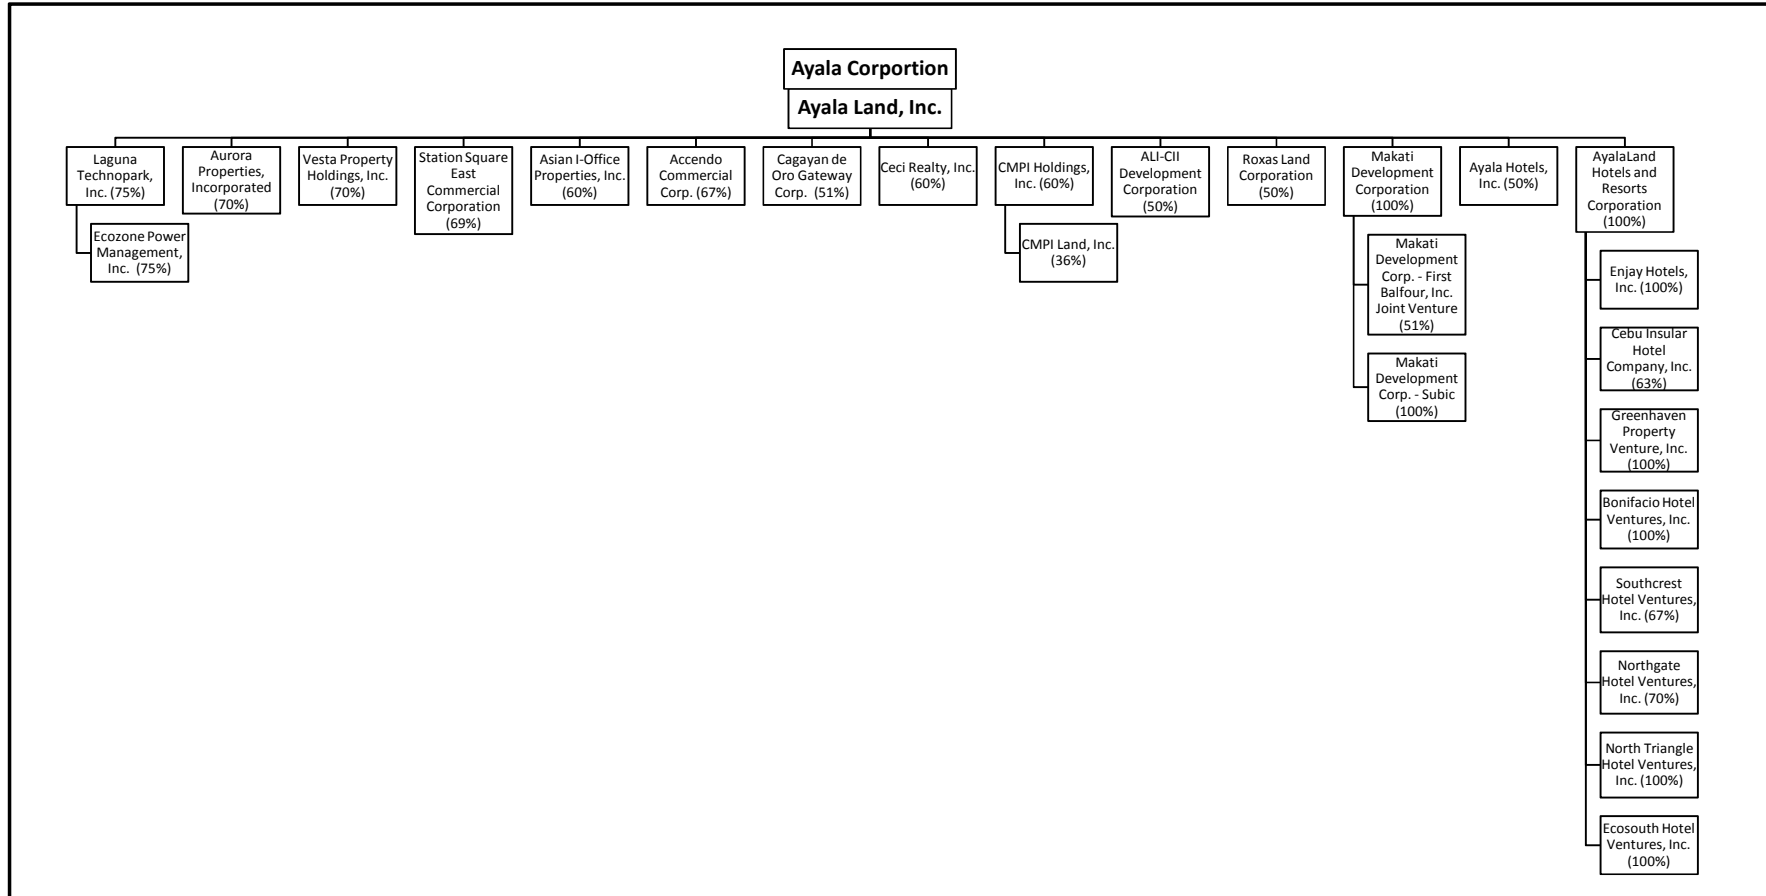 Ayala Corportion
Ayala Land, Inc.
Laguna
Technopark,
Inc. (75%)
Ecozone Power
Management,
Inc. (75%)
Aurora
Properties,
Incorporated
(70%)
Vesta Property
Holdings, Inc.
(70%)
Station Square
East
Commercial
Corporation
(69%)
Asian I-Office
Properties, Inc.
(60%)
Accendo
Commercial
Corp. (67%)
Cagayan de
Oro Gateway
Corp. (51%)
Ceci Realty, Inc.
(60%)
CMPI Holdings,
Inc. (60%)
CMPI Land, Inc.
(36%)
ALI-CII
Development
Corporation
(50%)
Roxas Land
Corporation
(50%)
Makati
Development
Corporation
(100%)
Makati
Development
Corp. - First
Balfour, Inc.
Joint Venture
(51%)
Makati
Development
Corp. - Subic
(100%)
Ayala Hotels,
Inc. (50%)
AyalaLand
Hotels and
Resorts
Corporation
(100%)
Enjay Hotels,
Inc. (100%)
Cebu Insular
Hotel
Company, Inc.
(63%)
Greenhaven
Property
Venture, Inc.
(100%)
Bonifacio Hotel
Ventures, Inc.
(100%)
Southcrest
Hotel Ventures,
Inc. (67%)
Northgate
Hotel Ventures,
Inc. (70%)
North Triangle
Hotel Ventures,
Inc. (100%)
Ecosouth Hotel
Ventures, Inc.
(100%)